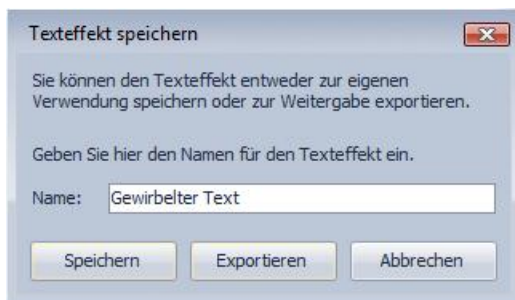 Texteffekt speichern
Sie können den Texteffekt entweder zur eigenen
Verwendung speichern oder zur Weitergabe exportieren.
Geben Sie hier den Namen für den Texteffekt ein.
Name: Gewirbelter Text
Speichern Exportieren Abbrechen